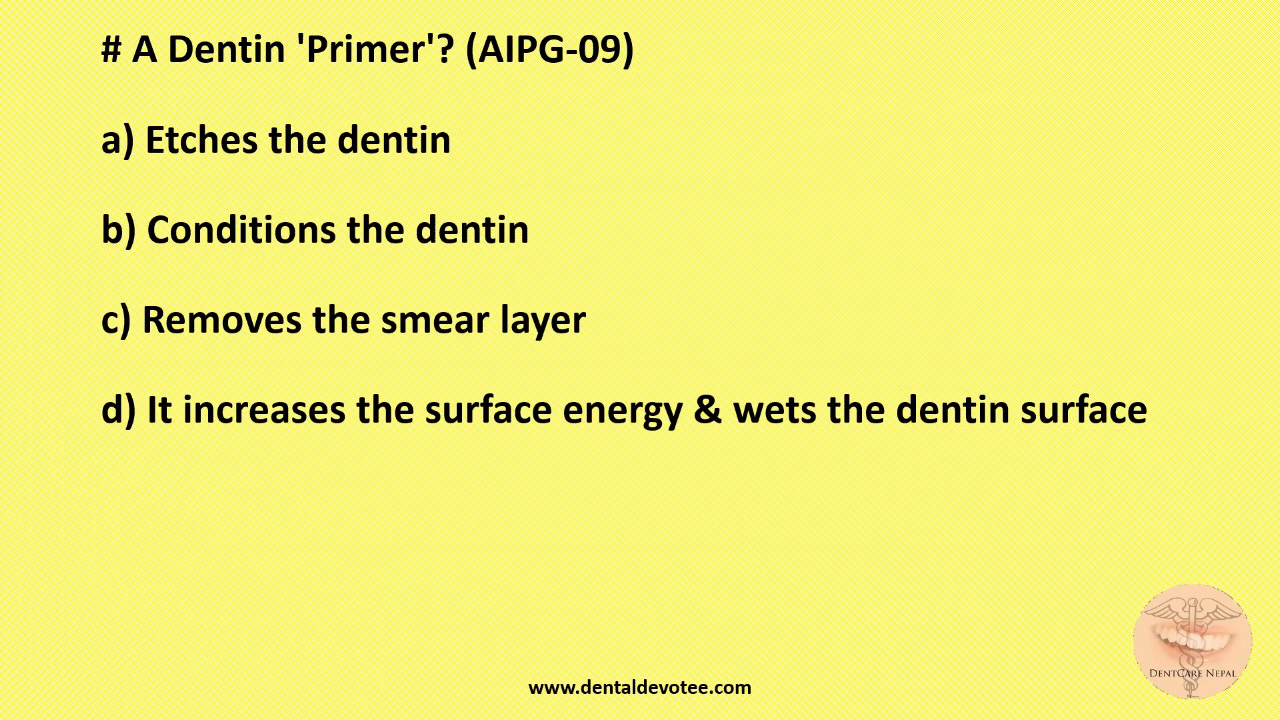 # A Dentin 'Primer'? (AIPG-09)
a) Etches the dentin
b) Conditions the dentin
c) Removes the smear layer
d) It increases the surface energy & wets the dentin surface
DentCare Nepal
www.dentaldevotee.com